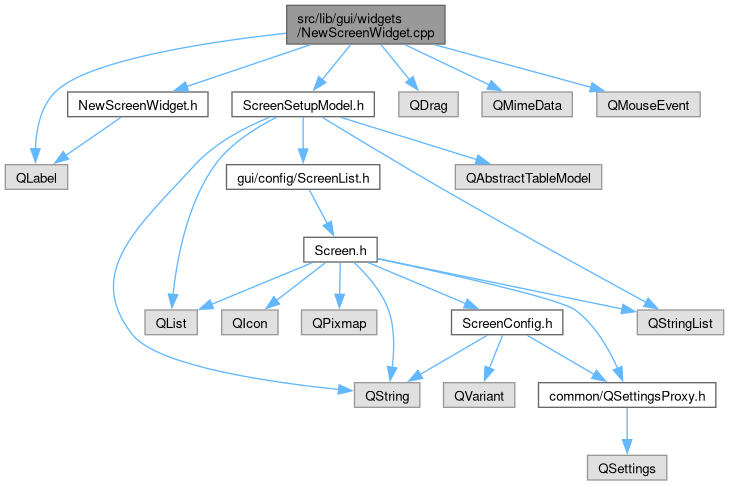 src/lib/gui/widgets
/NewScreenWidget.cpp
NewScreenWidget.h
ScreenSetupModel.h
QDrag
QMimeData
QMouseEvent
QLabel
gui/config/ScreenList.h
QAbstractTableModel
Screen.h
QList
QIcon
QPixmap
ScreenConfig.h
QStringList
QString
QVariant
common/QSettingsProxy.h
QSettings